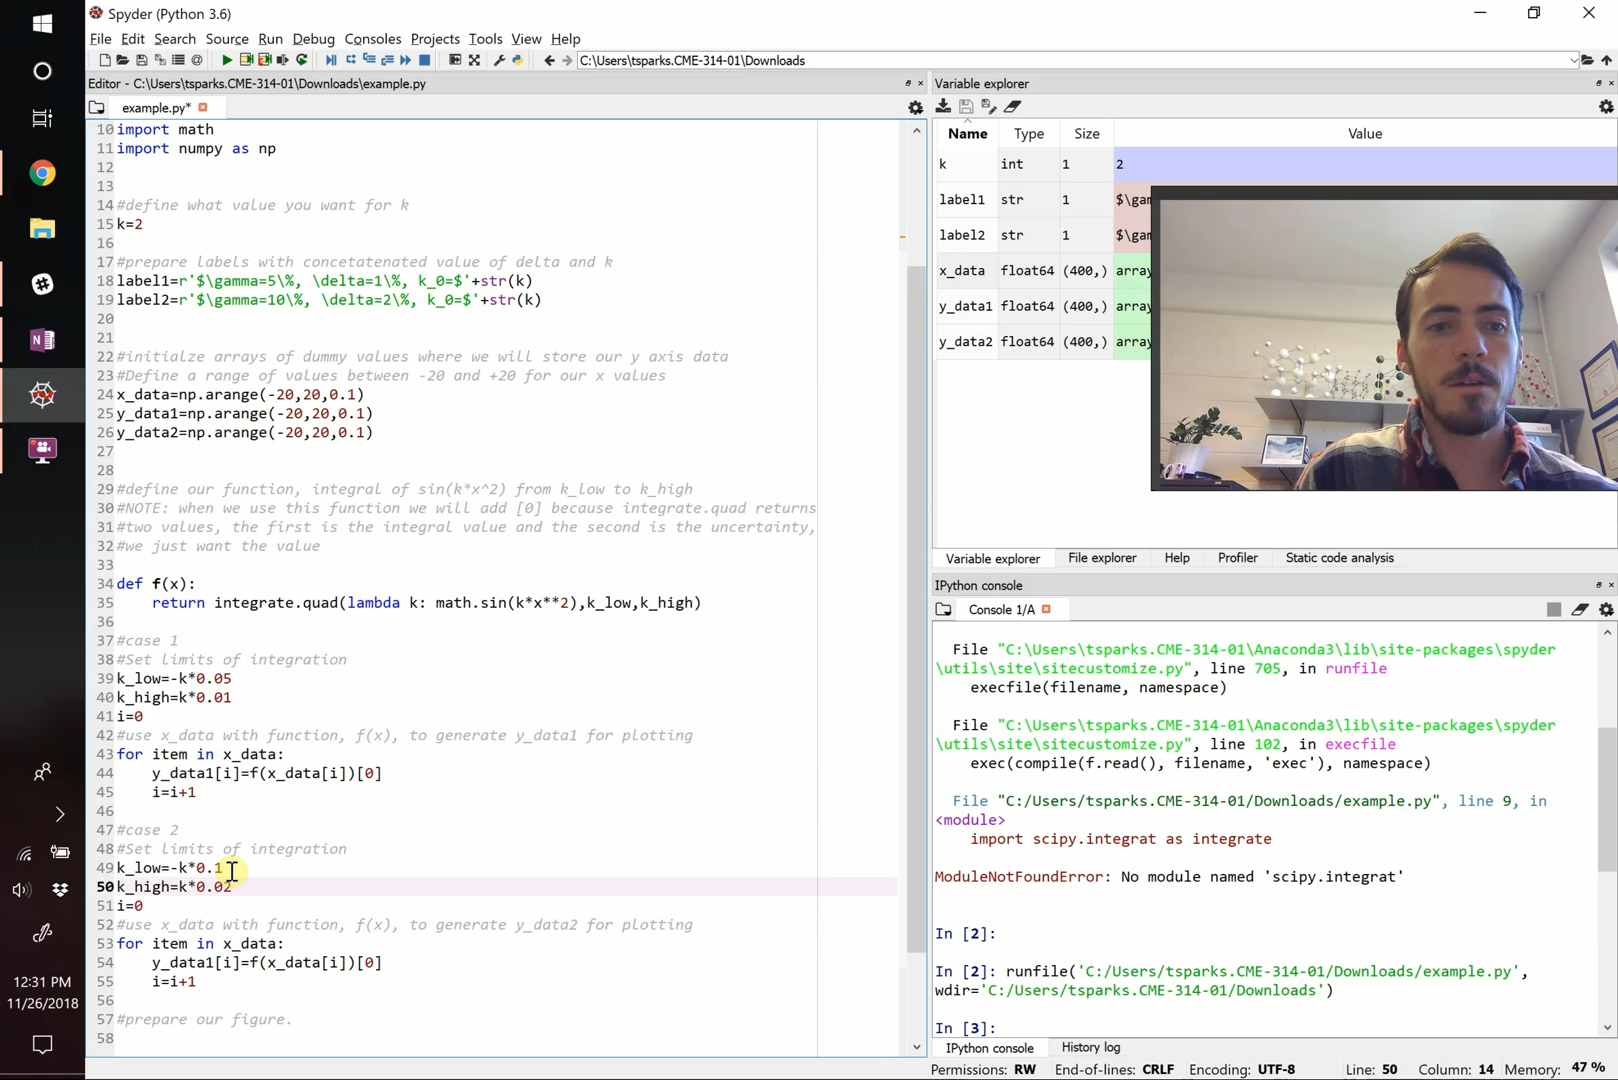 Spyder (Python 3.6)
File Edit Search Source Run Debug Consoles Projects Tools View Help
C:\Users\tsparks.CME-314-01\Downloads
Editor - C:\Users\tsparks.CME-314-01\Downloads\example.py
example.py*
10 import math
11 import numpy as np
12
13
14 #define what value you want for k
15 k=2
16
17 #prepare labels with concetatenated value of delta and k
18 label1=r'$\gamma=5\%, \delta=1\%, k_0=$'+str(k)
19 label2=r'$\gamma=10\%, \delta=2\%, k_0=$'+str(k)
20
21
22 #initialze arrays of dummy values where we will store our y axis data
23 #Define a range of values between -20 and +20 for our x values
24 x_data=np.arange(-20,20,0.1)
25 y_data1=np.arange(-20,20,0.1)
26 y_data2=np.arange(-20,20,0.1)
27
28
29 #define our function, integral of sin(k*x^2) from k_low to k_high
30 #NOTE: when we use this function we will add [0] because integrate.quad returns
31 #two values, the first is the integral value and the second is the uncertainty,
32 #we just want the value
33
34 def f(x):
35 return integrate.quad(lambda k: math.sin(k*x**2),k_low,k_high)
36
37 #case 1
38 #Set limits of integration
39 k_low=-k*0.05
40 k_high=k*0.01
41 i=0
42 #use x_data with function, f(x), to generate y_data1 for plotting
43 for item in x_data:
44 y_data1[i]=f(x_data[i])[0]
45 i=i+1
46
47 #case 2
48 #Set limits of integration
49 k_low=-k*0.1
50 k_high=k*0.02
51 i=0
52 #use x_data with function, f(x), to generate y_data2 for plotting
53 for item in x_data:
54 y_data1[i]=f(x_data[i])[0]
55 i=i+1
56
57 #prepare our figure.
58
Variable explorer
Name Type Size Value
k int 1 2
label1 str 1 $\gam
label2 str 1 $\gam
x_data float64 (400,) array
y_data1 float64 (400,) array
y_data2 float64 (400,) array
Variable explorer File explorer Help Profiler Static code analysis
IPython console
Console 1/A
File "C:\Users\tsparks.CME-314-01\Anaconda3\lib\site-packages\spyder
\utils\site\sitecustomize.py", line 705, in runfile
execfile(filename, namespace)
File "C:\Users\tsparks.CME-314-01\Anaconda3\lib\site-packages\spyder
\utils\site\sitecustomize.py", line 102, in execfile
exec(compile(f.read(), filename, 'exec'), namespace)
File "C:/Users/tsparks.CME-314-01/Downloads/example.py", line 9, in
<module>
import scipy.integrat as integrate
ModuleNotFoundError: No module named 'scipy.integrat'
In [2]:
In [2]: runfile('C:/Users/tsparks.CME-314-01/Downloads/example.py',
wdir='C:/Users/tsparks.CME-314-01/Downloads')
In [3]:
IPython console History log
Permissions: RW End-of-lines: CRLF Encoding: UTF-8 Line: 50 Column: 14 Memory: 47 %
12:31 PM
11/26/2018